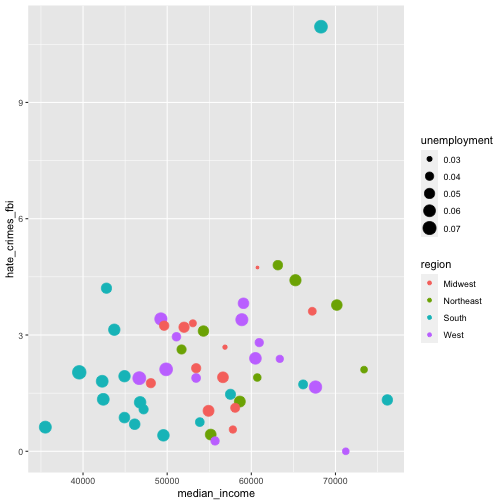 9
6
3
0
hate_crimes_fbi
40000 50000 60000 70000
median_income
unemployment
0.03
0.04
0.05
0.06
0.07
region
Midwest
Northeast
South
West